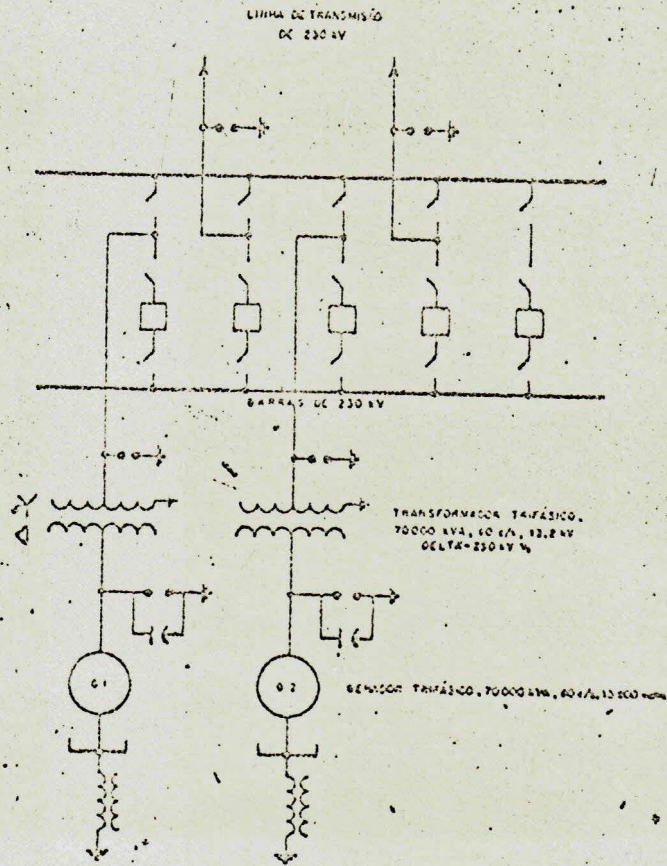 LINHA DE TRANSMISSÃO
DE 230 kV
BARRAS DE 230 kV
Δ-Y
TRANSFORMADOR TRIFÁSICO,
70000 kVA, 60 c/s, 13,2 kV
DELTA-230 kV
G1
G2
GERADOR TRIFÁSICO, 70000 kVA, 60 c/s,